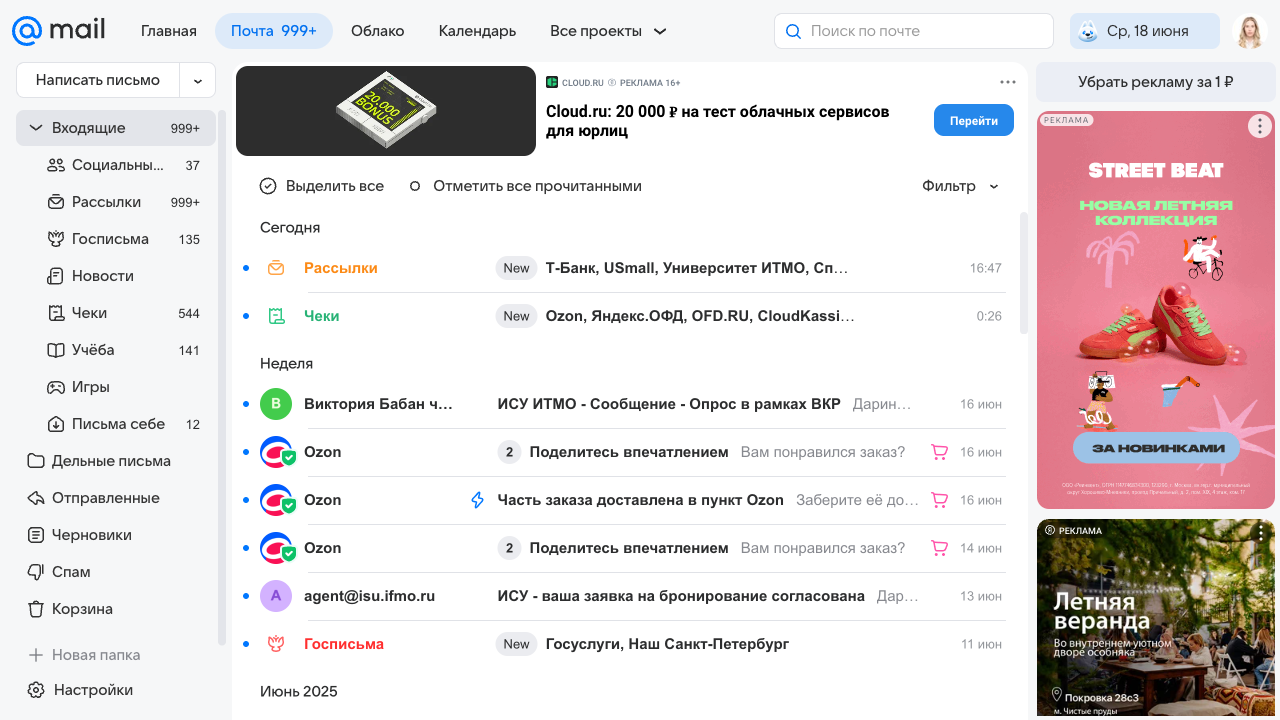 mail
Главная
Почта 999+
Облако
Календарь
Все проекты
Поиск по почте
Ср, 18 июня
Написать письмо
Входящие 999+
Социальны... 37
Рассылки 999+
Госписьма 135
Новости
Чеки 544
Учёба 141
Игры
Письма себе 12
Дельные письма
Отправленные
Черновики
Спам
Корзина
Новая папка
Настройки
20.000
BONUS
CLOUD.RU РЕКЛАМА 16+
Cloud.ru: 20 000 ₽ на тест облачных сервисов
для юрлиц
Перейти
Выделить все
Отметить все прочитанными
Фильтр
Сегодня
Рассылки New Т-Банк, USmall, Университет ИТМО, Сп... 16:47
Чеки New Ozon, Яндекс.ОФД, OFD.RU, CloudKassi... 0:26
Неделя
В Виктория Бабан ч... ИСУ ИТМО - Сообщение - Опрос в рамках ВКР Дарин... 16 июн
Ozon 2 Поделитесь впечатлением Вам понравился заказ? 16 июн
Ozon Часть заказа доставлена в пункт Ozon Заберите её до... 16 июн
Ozon 2 Поделитесь впечатлением Вам понравился заказ? 14 июн
A agent@isu.ifmo.ru ИСУ - ваша заявка на бронирование согласована Дар... 13 июн
Госписьма New Госуслуги, Наш Санкт-Петербург 11 июн
Июнь 2025
Убрать рекламу за 1 ₽
РЕКЛАМА
STREET BEAT
НОВАЯ ЛЕТНЯЯ
КОЛЛЕКЦИЯ
ЗА НОВИНКАМИ
РЕКЛАМА
Летняя
веранда
Во внутреннем уютном
дворе особняка
Покровка 28с3
м. Чистые пруды